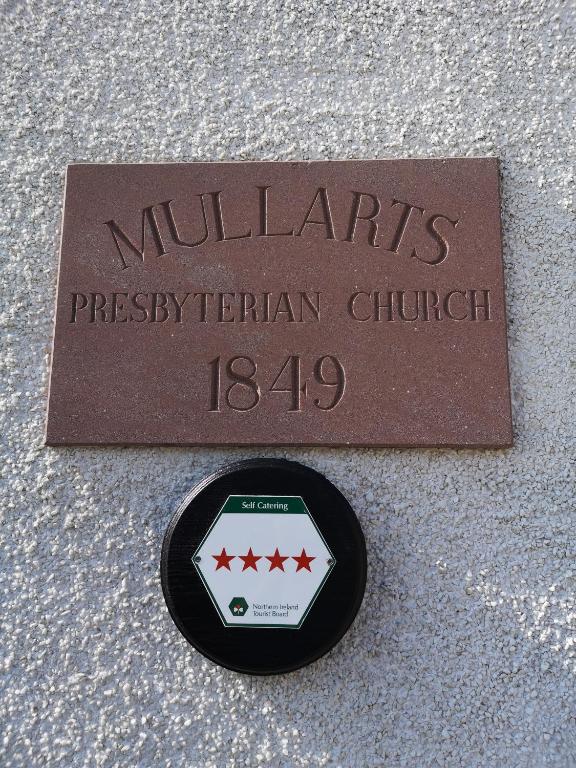 MULLARTS
PRESBYTERIAN CHURCH
1849
Self Catering
Northern Ireland
Tourist Board